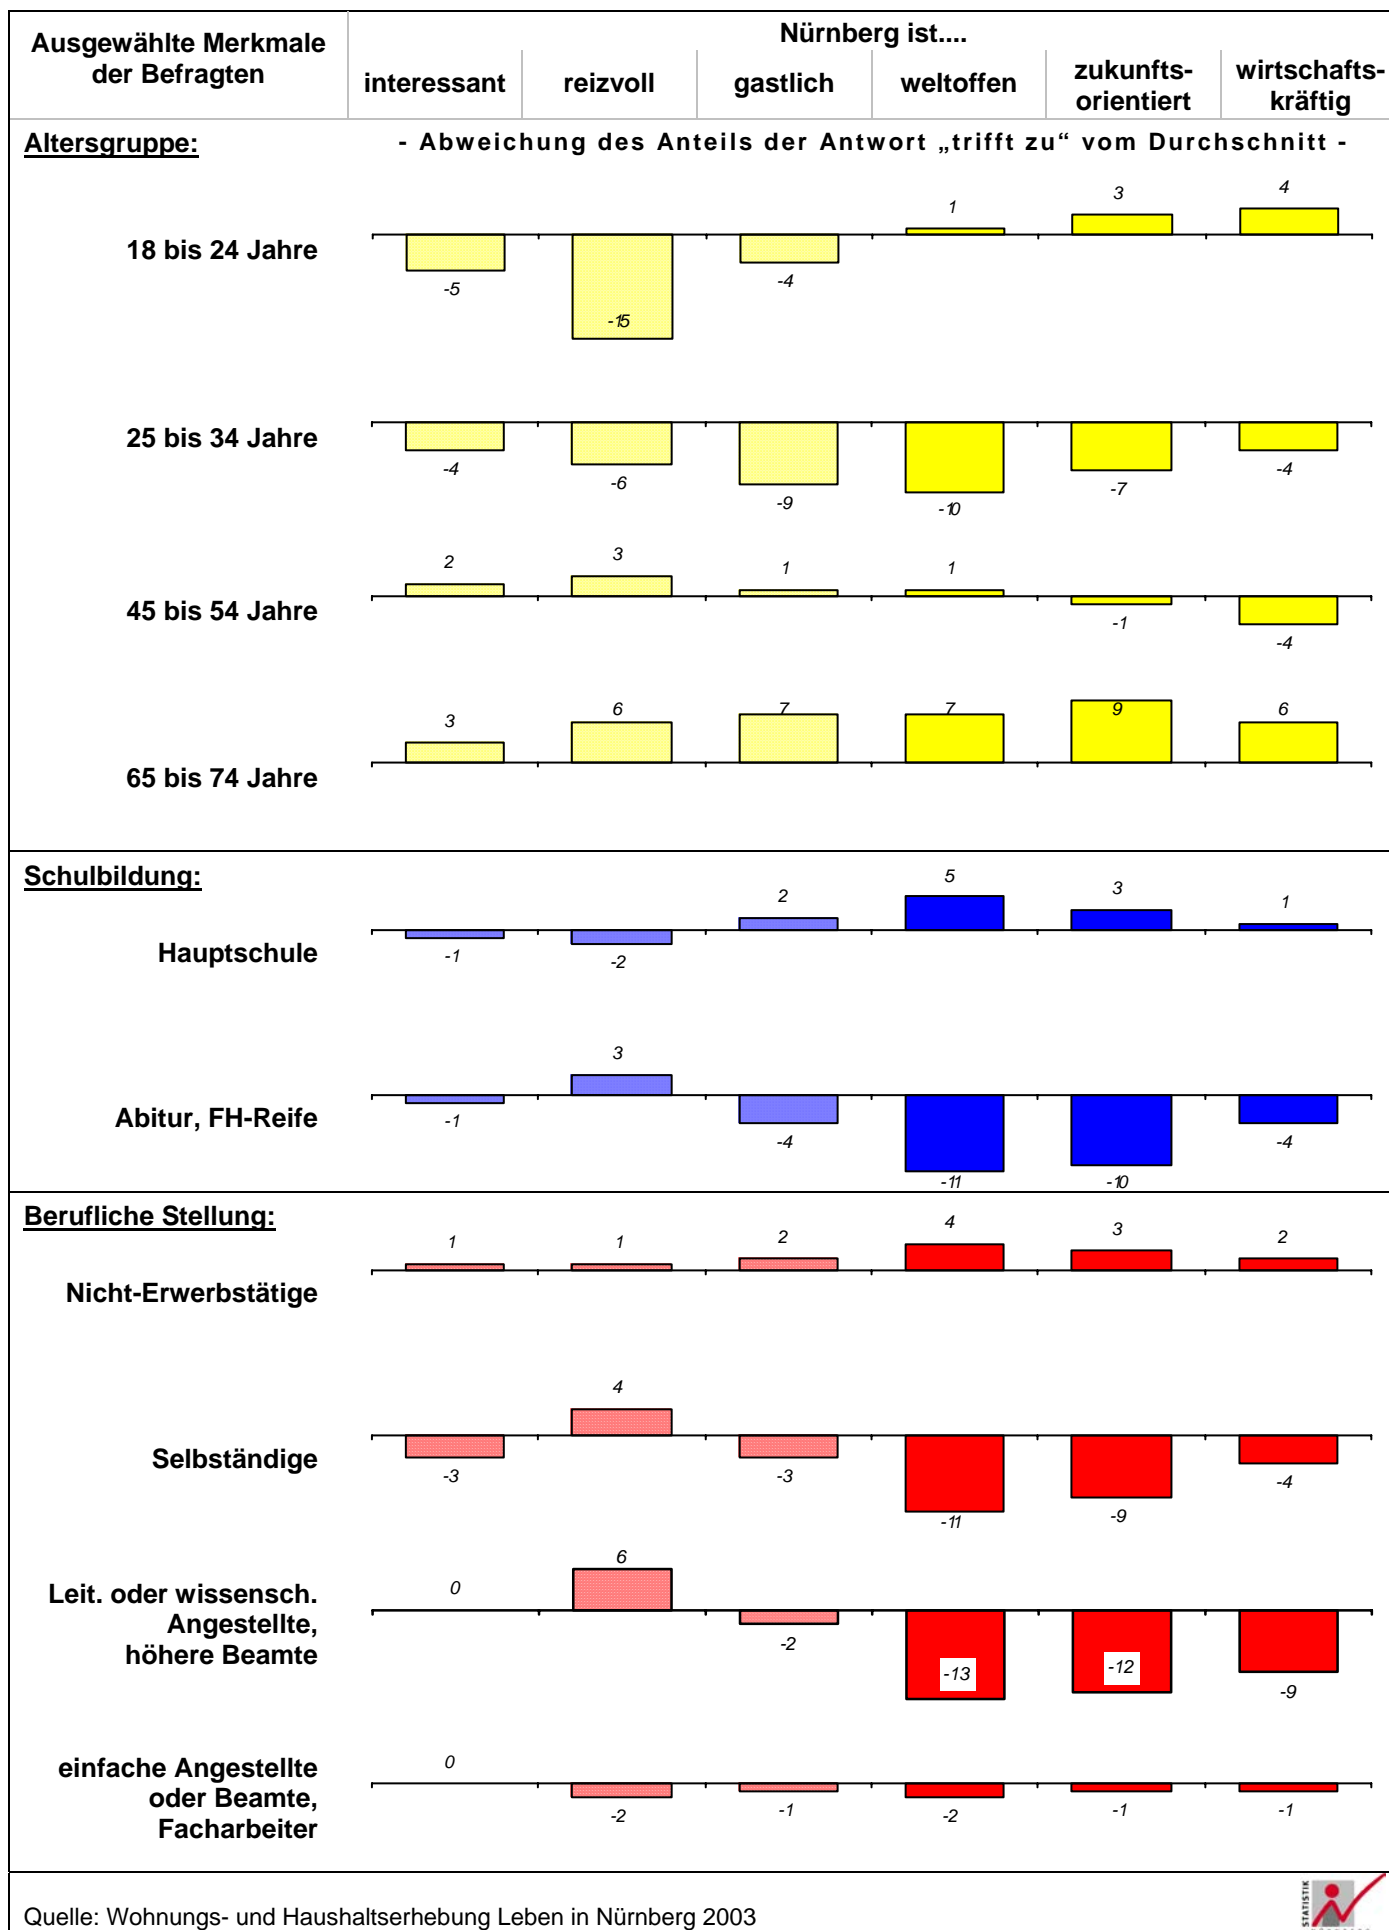 Ausgewählte Merkmale
der Befragten
Nürnberg ist....
interessant reizvoll gastlich weltoffen zukunfts-
orientiert wirtschafts-
kräftig
Altersgruppe: - Abweichung des Anteils der Antwort „trifft zu“ vom Durchschnitt -
18 bis 24 Jahre
-5 -15 -4 1 3 4
25 bis 34 Jahre
-4 -6 -9 -10 -7 -4
45 bis 54 Jahre
2 3 1 1 -1 -4
65 bis 74 Jahre
3 6 7 7 9 6
Schulbildung:
Hauptschule
-1 -2 2 5 3 1
Abitur, FH-Reife
-1 3 -4 -11 -10 -4
Berufliche Stellung:
Nicht-Erwerbstätige
1 1 2 4 3 2
Selbständige
-3 4 -3 -11 -9 -4
Leit. oder wissensch.
Angestellte,
höhere Beamte
0 6 -2 -13 -12 -9
einfache Angestellte
oder Beamte,
Facharbeiter
0 -2 -1 -2 -1 -1
Quelle: Wohnungs- und Haushaltserhebung Leben in Nürnberg 2003
STATISTIK